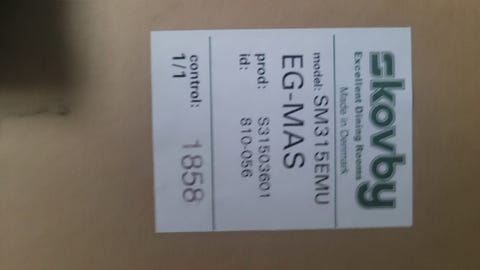 Skovby
Excellent Dining Rooms
Made in Denmark
model: SM315EMU
EG-MAS
prod: S31503601
id: 810-056
control: 1858
1/1